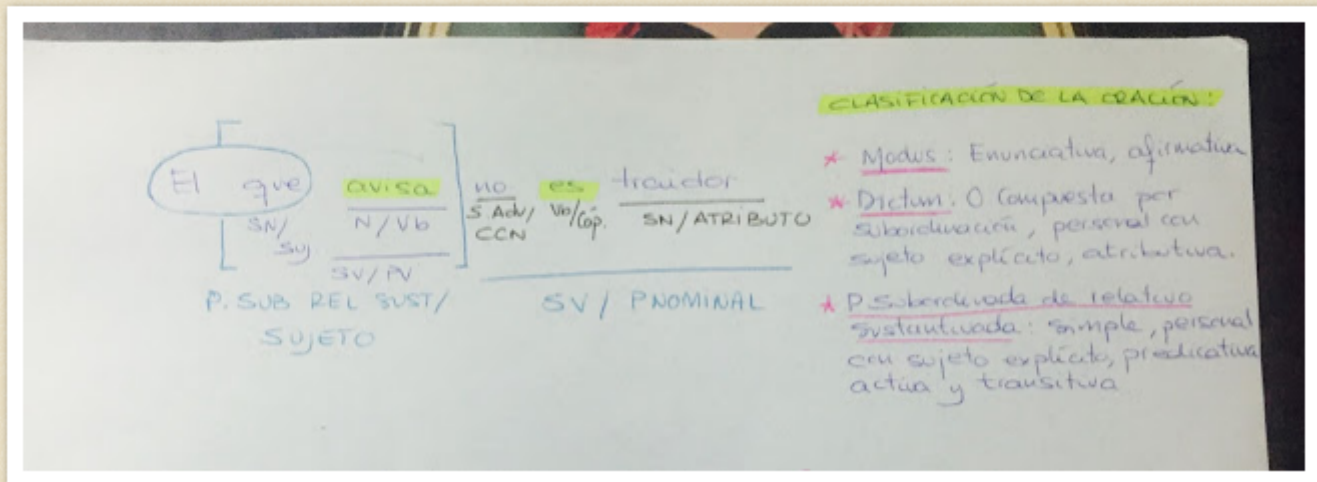 El que avisa no es traidor
SN/ Suj N/Vb S Adv/ CCN Vb/Cóp. SN/ATRIBUTO
SV/PV
P. SUB REL SUST/ SUJETO
SV / PNOMINAL
CLASIFICACIÓN DE LA ORACIÓN:
* Modus: Enunciativa, afirmativa
* Dictum: O Compuesta por
subordinación, personal con
sujeto explícito, atributiva.
* P Subordinada de relativo
sustantivada: simple, personal
con sujeto explícito, predicativa
activa y transitiva